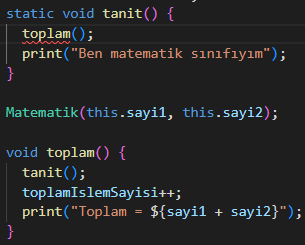 static void tanit() {
toplam();
print("Ben matematik sınıfıyım");
}
Matematik(this.sayi1, this.sayi2);
void toplam() {
tanit();
toplamIslemSayisi++;
print("Toplam = ${sayi1 + sayi2}");
}